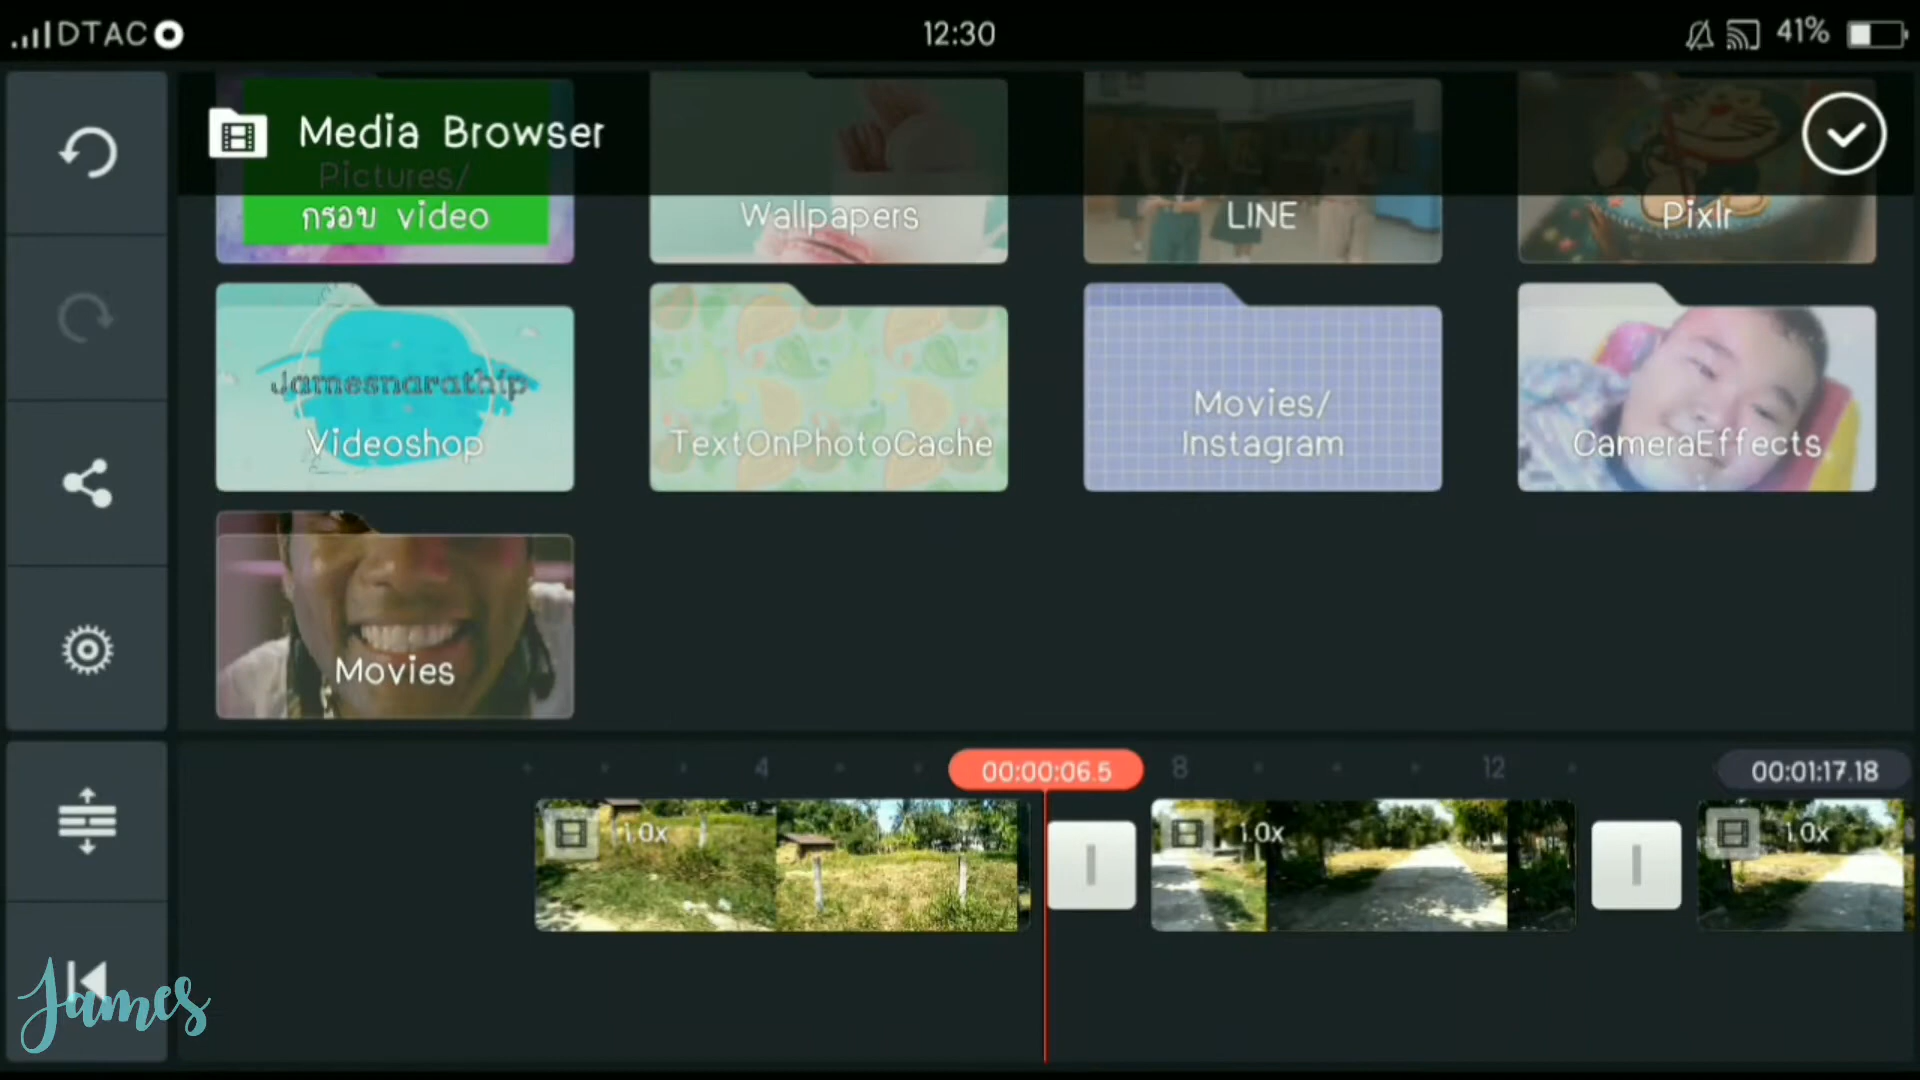 DTAC
12:30
41%
Media Browser
Pictures/
กรอบ video
Wallpapers
LINE
Pixlr
Jamesnarathip
Videoshop
TextOnPhotoCache
Movies/
Instagram
CameraEffects
Movies
4
00:00:06.5
8
12
00:01:17.18
1.0x
1.0x
1.0x
James